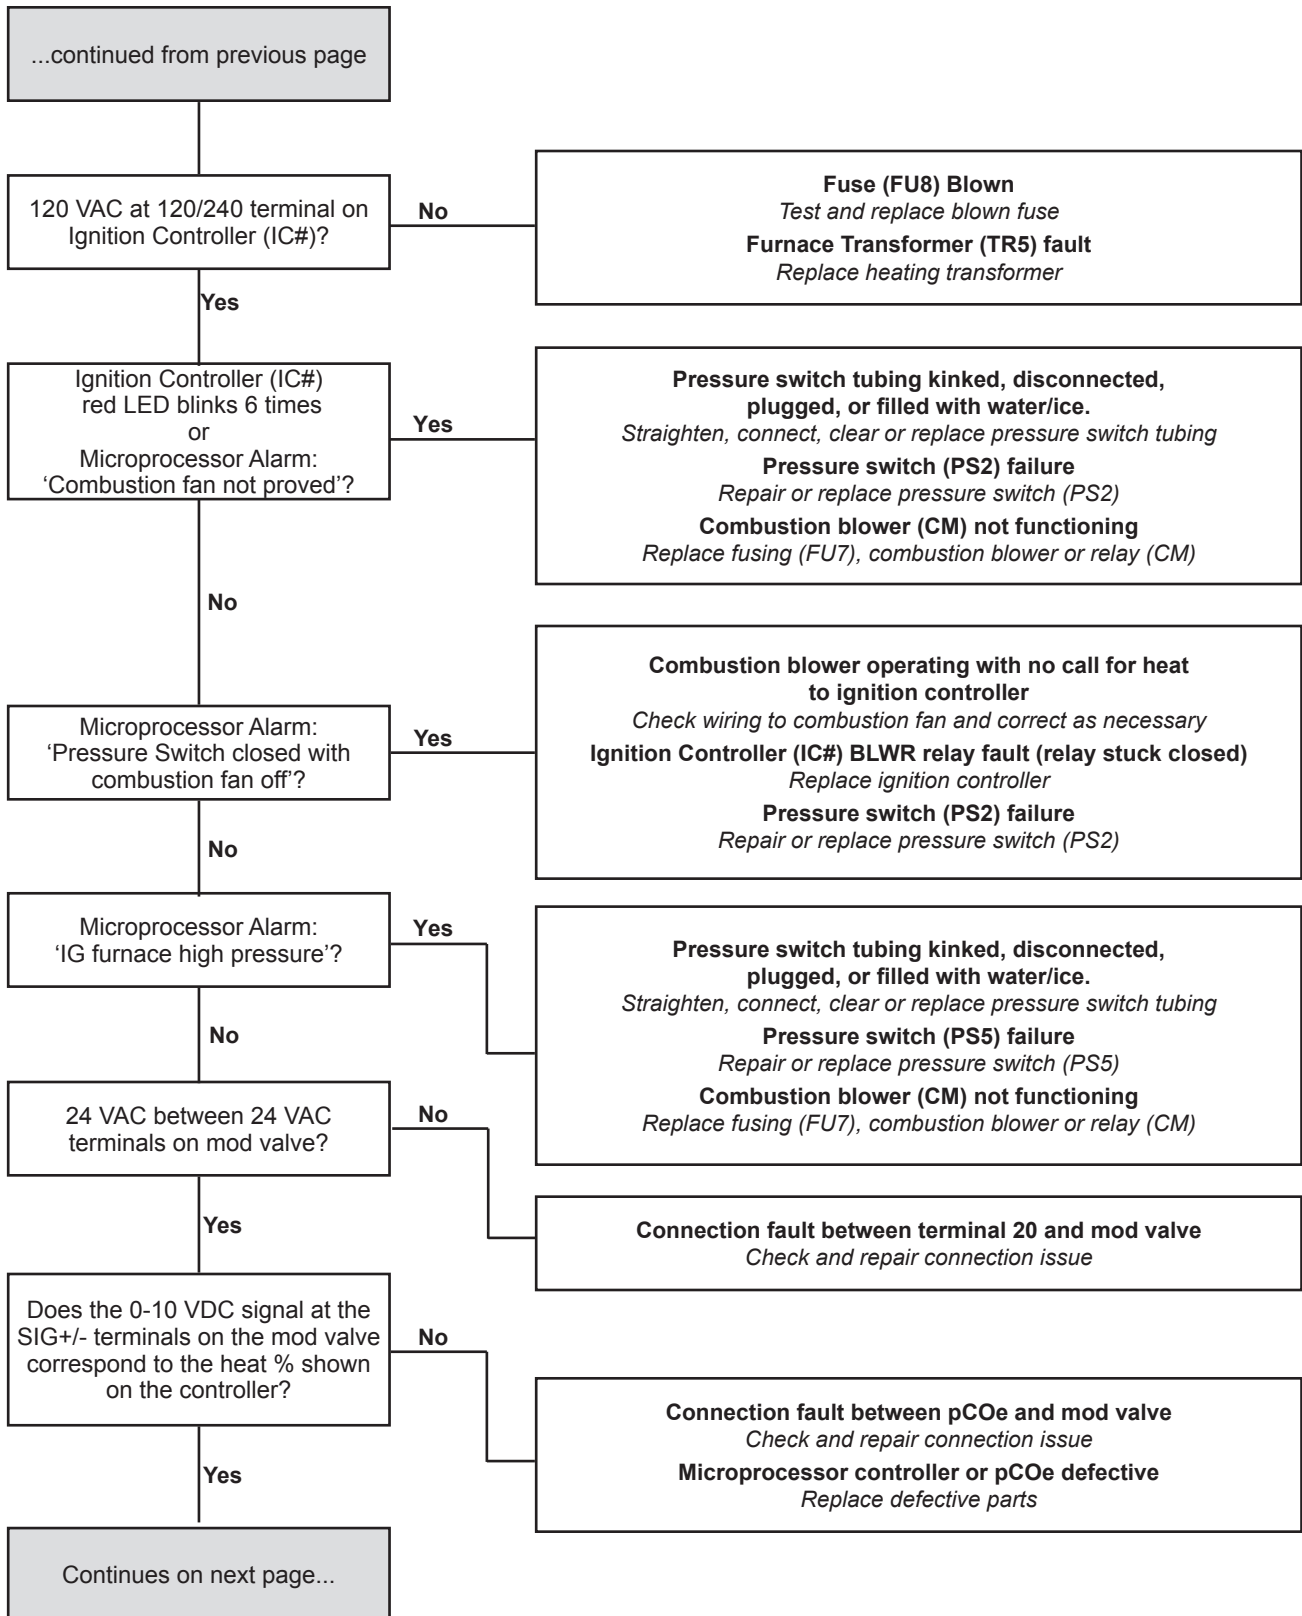 ...continued from previous page
120 VAC at 120/240 terminal on
Ignition Controller (IC#)?
No
Fuse (FU8) Blown
Test and replace blown fuse
Furnace Transformer (TR5) fault
Replace heating transformer
Yes
Ignition Controller (IC#)
red LED blinks 6 times
or
Microprocessor Alarm:
‘Combustion fan not proved’?
Yes
Pressure switch tubing kinked, disconnected,
plugged, or filled with water/ice.
Straighten, connect, clear or replace pressure switch tubing
Pressure switch (PS2) failure
Repair or replace pressure switch (PS2)
Combustion blower (CM) not functioning
Replace fusing (FU7), combustion blower or relay (CM)
No
Microprocessor Alarm:
‘Pressure Switch closed with
combustion fan off’?
Yes
Combustion blower operating with no call for heat
to ignition controller
Check wiring to combustion fan and correct as necessary
Ignition Controller (IC#) BLWR relay fault (relay stuck closed)
Replace ignition controller
Pressure switch (PS2) failure
Repair or replace pressure switch (PS2)
No
Microprocessor Alarm:
‘IG furnace high pressure’?
Yes
Pressure switch tubing kinked, disconnected,
plugged, or filled with water/ice.
Straighten, connect, clear or replace pressure switch tubing
Pressure switch (PS5) failure
Repair or replace pressure switch (PS5)
Combustion blower (CM) not functioning
Replace fusing (FU7), combustion blower or relay (CM)
No
24 VAC between 24 VAC
terminals on mod valve?
No
Connection fault between terminal 20 and mod valve
Check and repair connection issue
Yes
Does the 0-10 VDC signal at the
SIG+/- terminals on the mod valve
correspond to the heat % shown
on the controller?
No
Connection fault between pCOe and mod valve
Check and repair connection issue
Microprocessor controller or pCOe defective
Replace defective parts
Yes
Continues on next page...